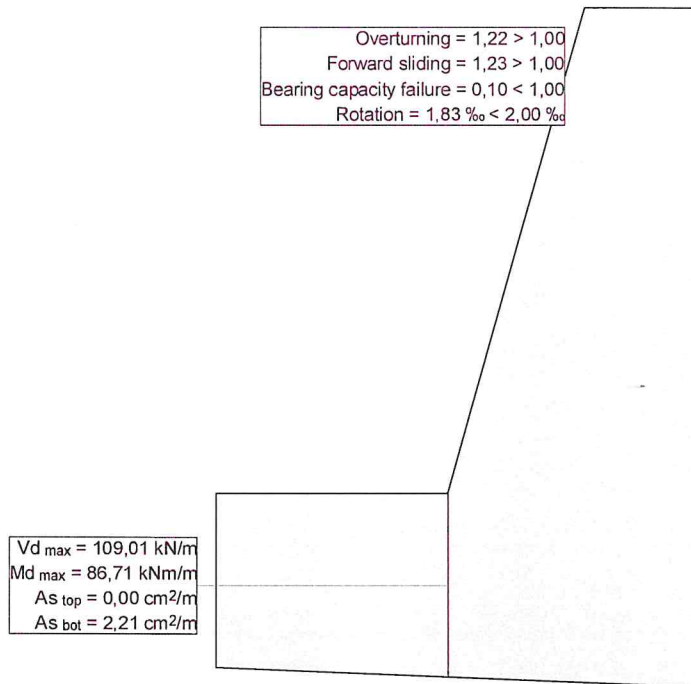 Overturning = 1,22 > 1,00
Forward sliding = 1,23 > 1,00
Bearing capacity failure = 0,10 < 1,00
Rotation = 1,83 ‰ < 2,00 ‰
Vd max = 109,01 kN/m
Md max = 86,71 kNm/m
As top = 0,00 cm²/m
As bot = 2,21 cm²/m